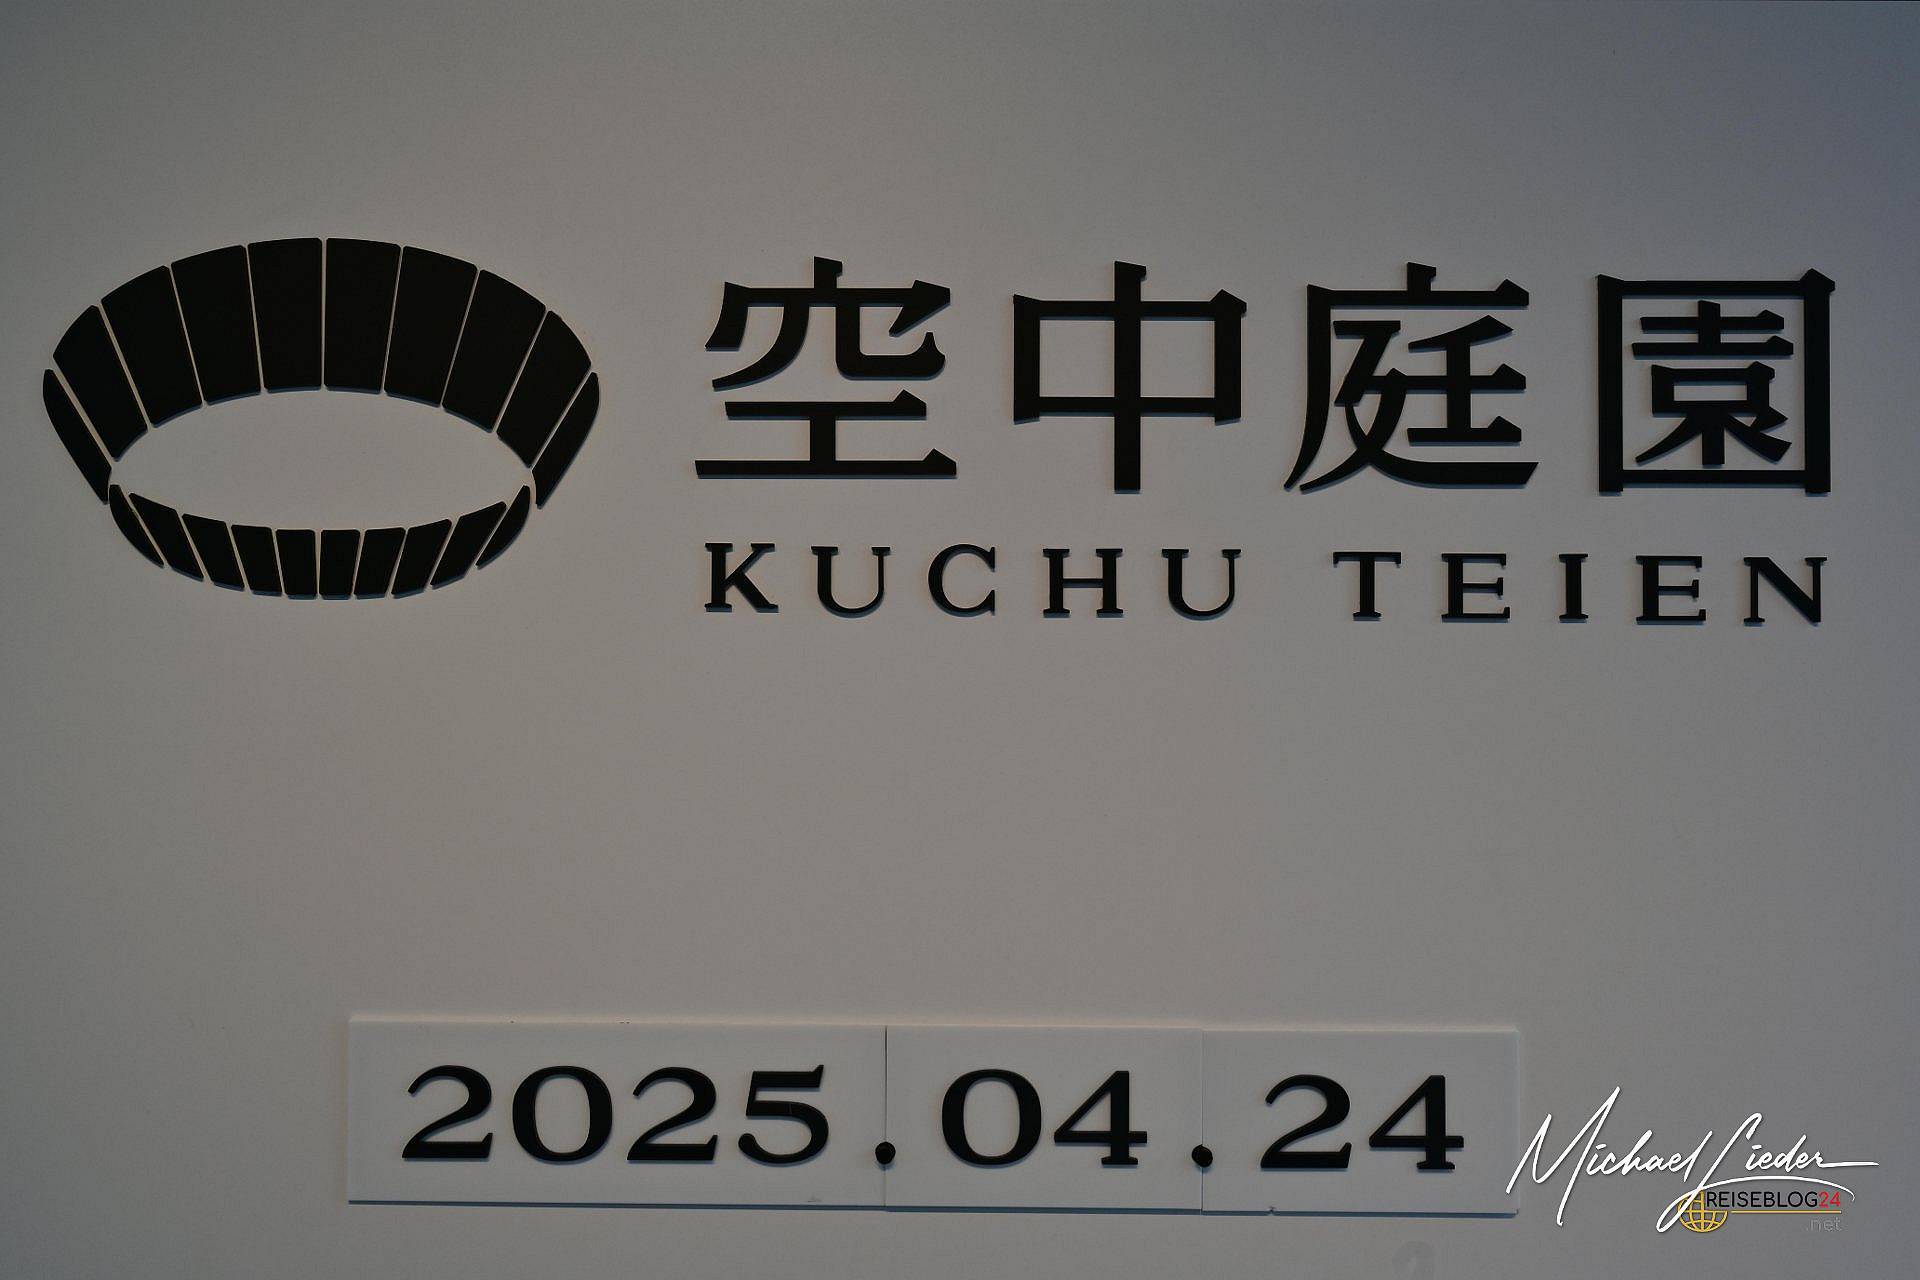 空中庭園
KUCHU TEIEN
2025.04.24
Michael Lieder
REISEBLOG24
.net